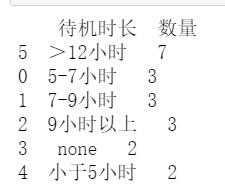 待机时长 数量
5 ＞12小时 7
0 5-7小时 3
1 7-9小时 3
2 9小时以上 3
3 none 2
4 小于5小时 2